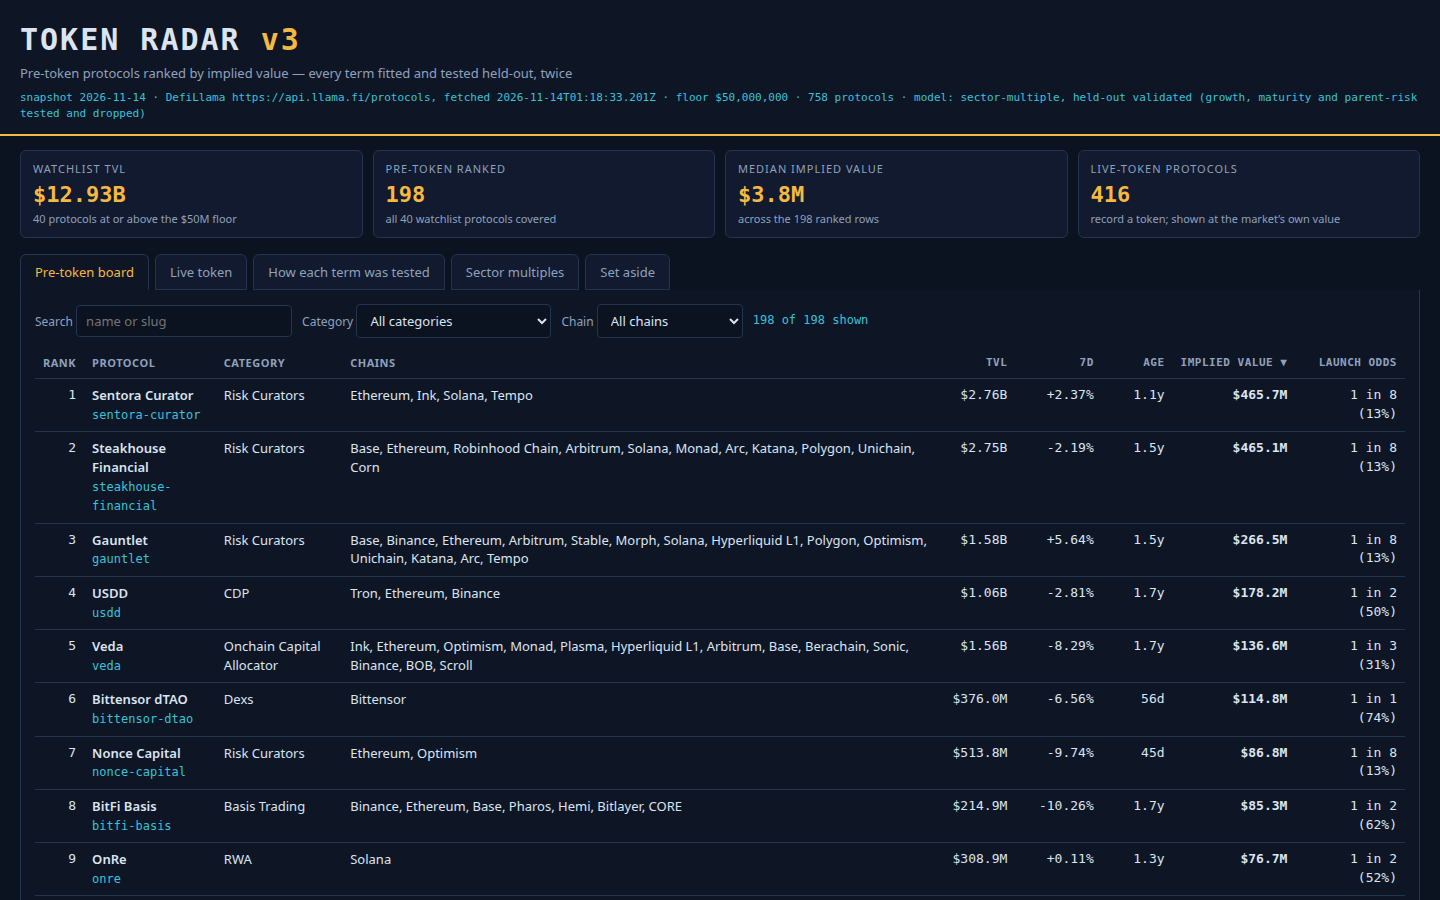 TOKEN RADAR v3
Pre-token protocols ranked by implied value — every term fitted and tested held-out, twice
snapshot 2026-11-14 · DefiLlama https://api.llama.fi/protocols, fetched 2026-11-14T01:18:33.201Z · floor $50,000,000 · 758 protocols · model: sector-multiple, held-out validated (growth, maturity and parent-risk
tested and dropped)
WATCHLIST TVL
$12.93B
40 protocols at or above the $50M floor
PRE-TOKEN RANKED
198
all 40 watchlist protocols covered
MEDIAN IMPLIED VALUE
$3.8M
across the 198 ranked rows
LIVE-TOKEN PROTOCOLS
416
record a token; shown at the market's own value
Pre-token board Live token How each term was tested Sector multiples Set aside
Search name or slug Category All categories Chain All chains 198 of 198 shown
RANK PROTOCOL CATEGORY CHAINS TVL 7D AGE IMPLIED VALUE ▼ LAUNCH ODDS
1 Sentora Curator Risk Curators Ethereum, Ink, Solana, Tempo $2.76B +2.37% 1.1y $465.7M 1 in 8
sentora-curator (13%)
2 Steakhouse Risk Curators Base, Ethereum, Robinhood Chain, Arbitrum, Solana, Monad, Arc, Katana, Polygon, Unichain, $2.75B -2.19% 1.5y $465.1M 1 in 8
Financial Corn (13%)
steakhouse-
financial
3 Gauntlet Risk Curators Base, Binance, Ethereum, Arbitrum, Stable, Morph, Solana, Hyperliquid L1, Polygon, Optimism, $1.58B +5.64% 1.5y $266.5M 1 in 8
gauntlet Unichain, Katana, Arc, Tempo (13%)
4 USDD CDP Tron, Ethereum, Binance $1.06B -2.81% 1.7y $178.2M 1 in 2
usdd (50%)
5 Veda Onchain Capital Ink, Ethereum, Optimism, Monad, Plasma, Hyperliquid L1, Arbitrum, Base, Berachain, Sonic, $1.56B -8.29% 1.7y $136.6M 1 in 3
veda Allocator Binance, BOB, Scroll (31%)
6 Bittensor dTAO Dexs Bittensor $376.0M -6.56% 56d $114.8M 1 in 1
bittensor-dtao (74%)
7 Nonce Capital Risk Curators Ethereum, Optimism $513.8M -9.74% 45d $86.8M 1 in 8
nonce-capital (13%)
8 BitFi Basis Basis Trading Binance, Ethereum, Base, Pharos, Hemi, Bitlayer, CORE $214.9M -10.26% 1.7y $85.3M 1 in 2
bitfi-basis (62%)
9 OnRe RWA Solana $308.9M +0.11% 1.3y $76.7M 1 in 2
onre (52%)